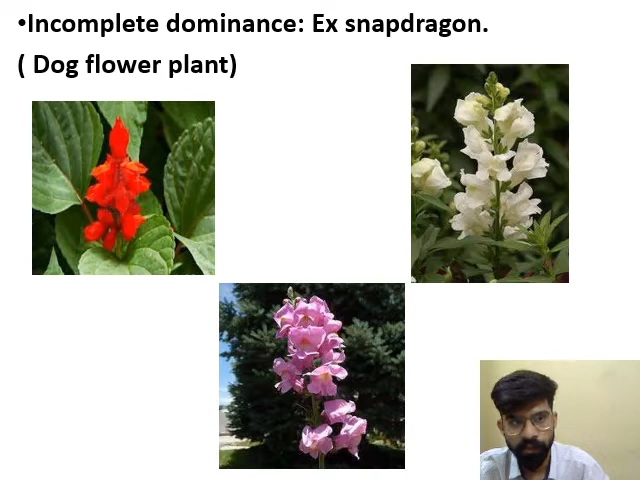 •Incomplete dominance: Ex snapdragon.
( Dog flower plant)